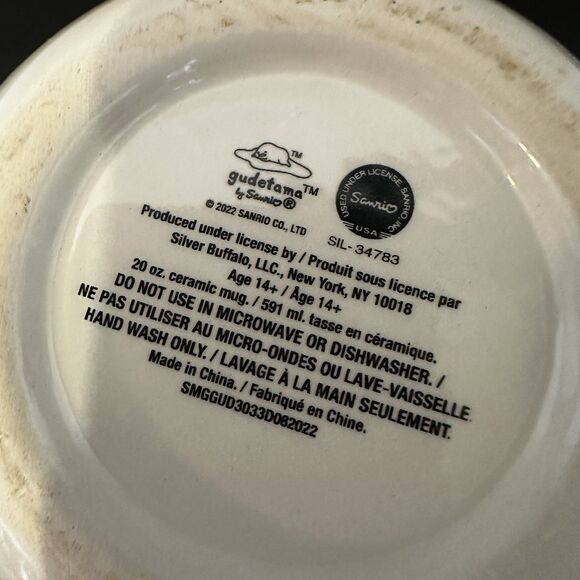 gudetama™
by Sanrio®
© 2022 SANRIO CO., LTD
USED UNDER LICENSE SANRIO INC
Sanrio
USA
SIL- 34783
Produced under license by / Produit sous licence par
Silver Buffalo, LLC., New York, NY 10018
Age 14+ / Âge 14+
20 oz. ceramic mug. / 591 ml. tasse en céramique.
DO NOT USE IN MICROWAVE OR DISHWASHER. /
NE PAS UTILISER AU MICRO-ONDES OU LAVE-VAISSELLE.
HAND WASH ONLY. / LAVAGE À LA MAIN SEULEMENT.
Made in China. / Fabriqué en Chine.
SMGGUD3033D062022